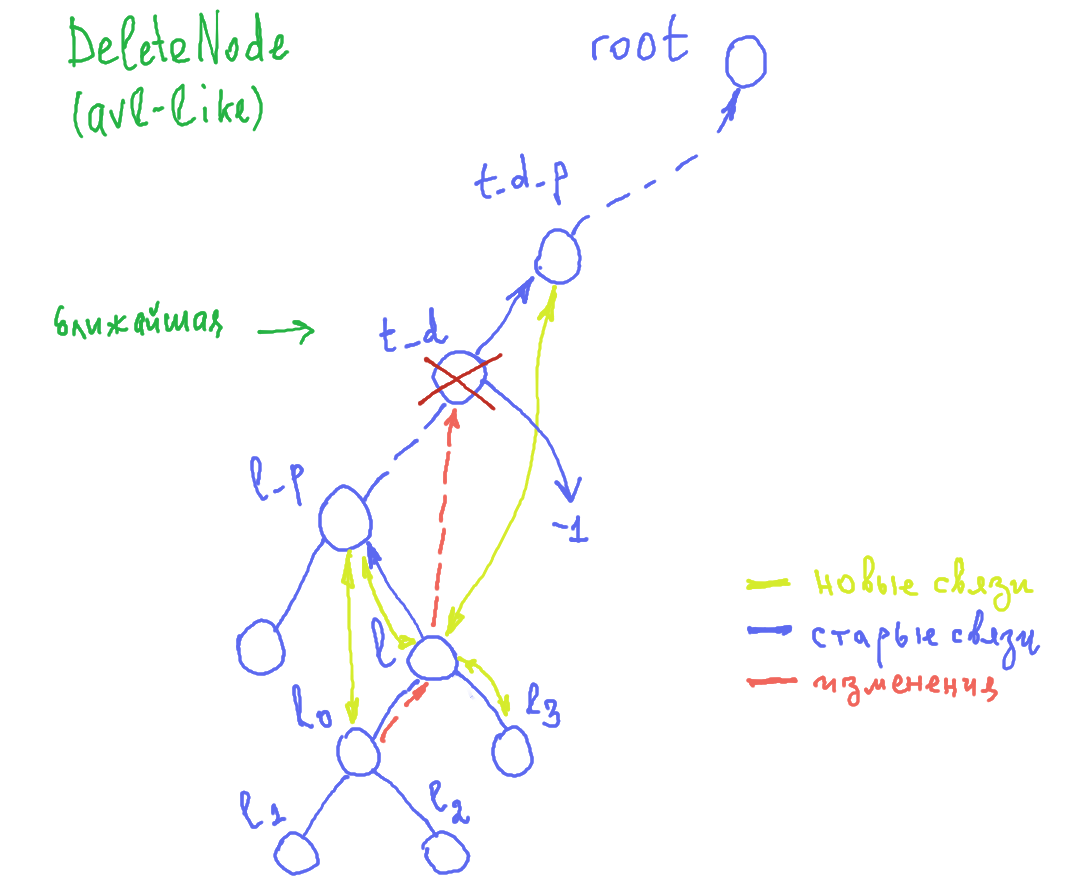 DeleteNode
(avl-like)
root
t_d_p
ближайшая
t_d
l_p
-1
l
l0
l3
l1
l2
новые связи
старые связи
изменения